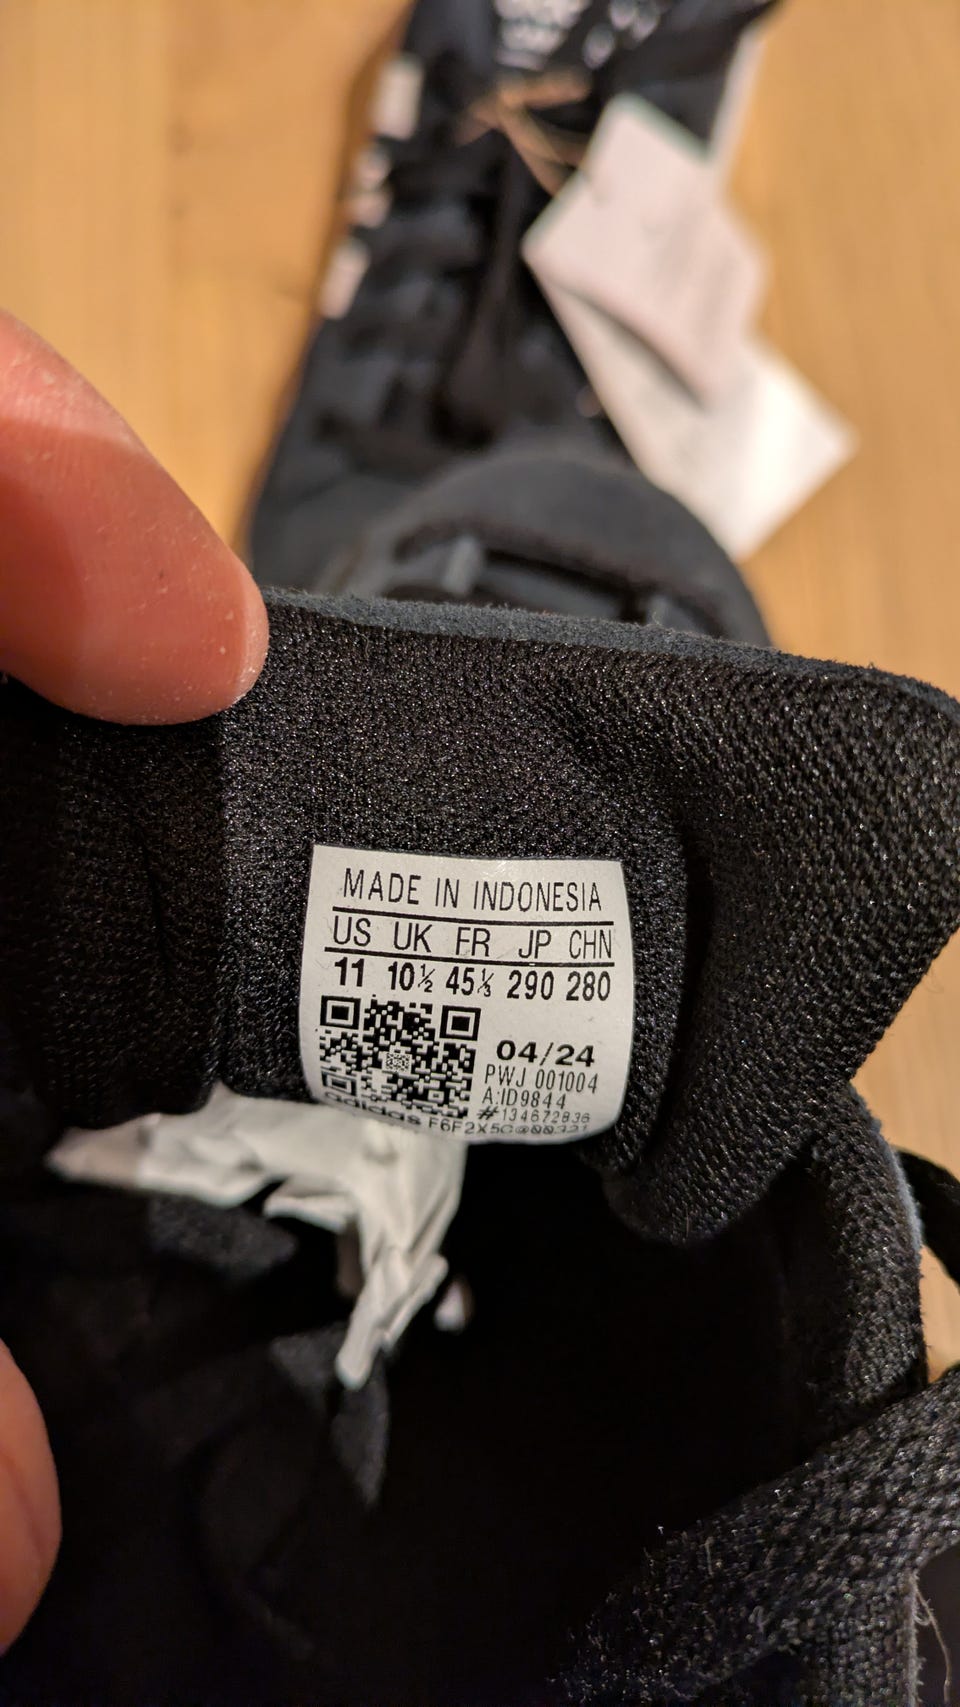 MADE IN INDONESIA
US UK FR JP CHN
11 10½ 45⅓ 290 280
04/24
PWJ 001004
A:ID9844
#134672836
adidas